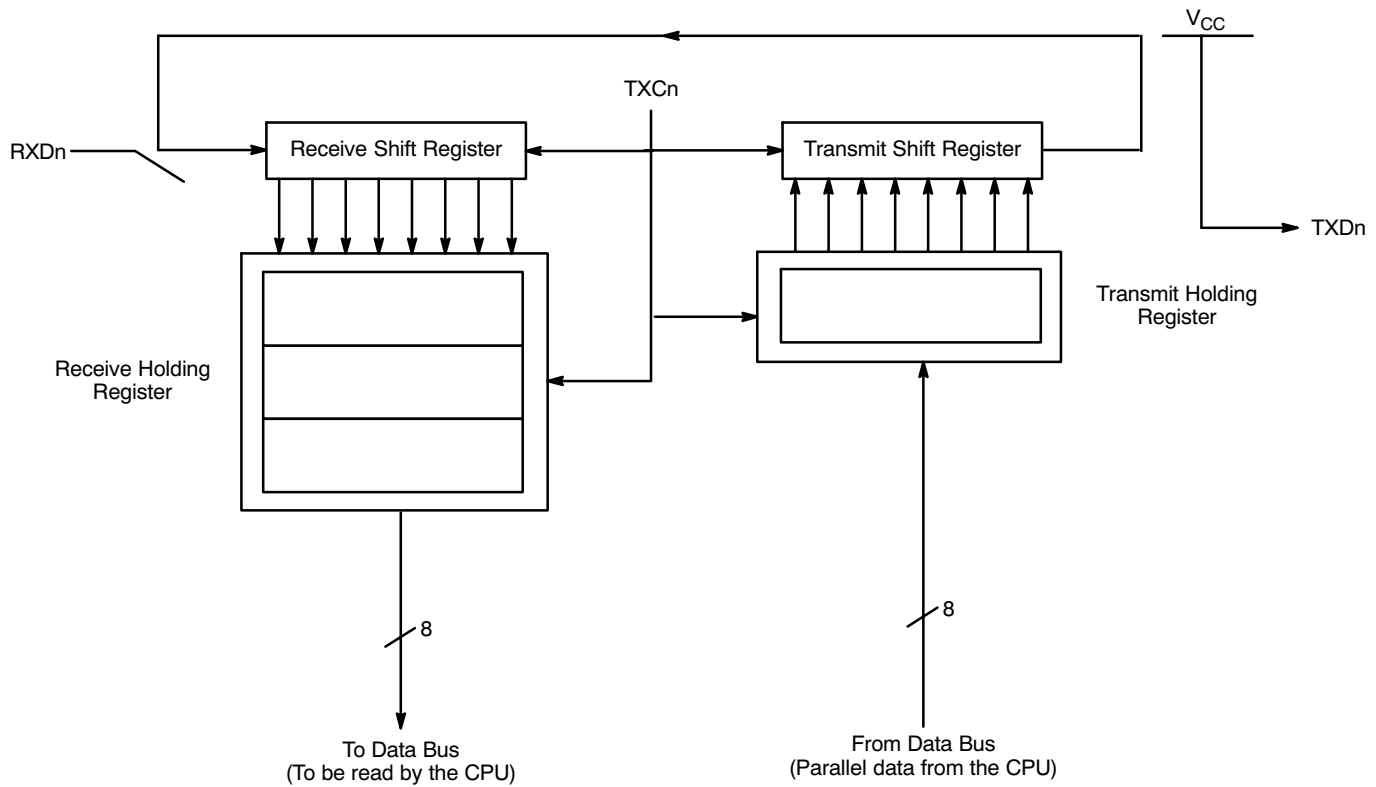 V_CC
TXCn
RXDn
Receive Shift Register
Transmit Shift Register
TXDn
Transmit Holding
Register
Receive Holding
Register
8
8
To Data Bus
(To be read by the CPU)
From Data Bus
(Parallel data from the CPU)